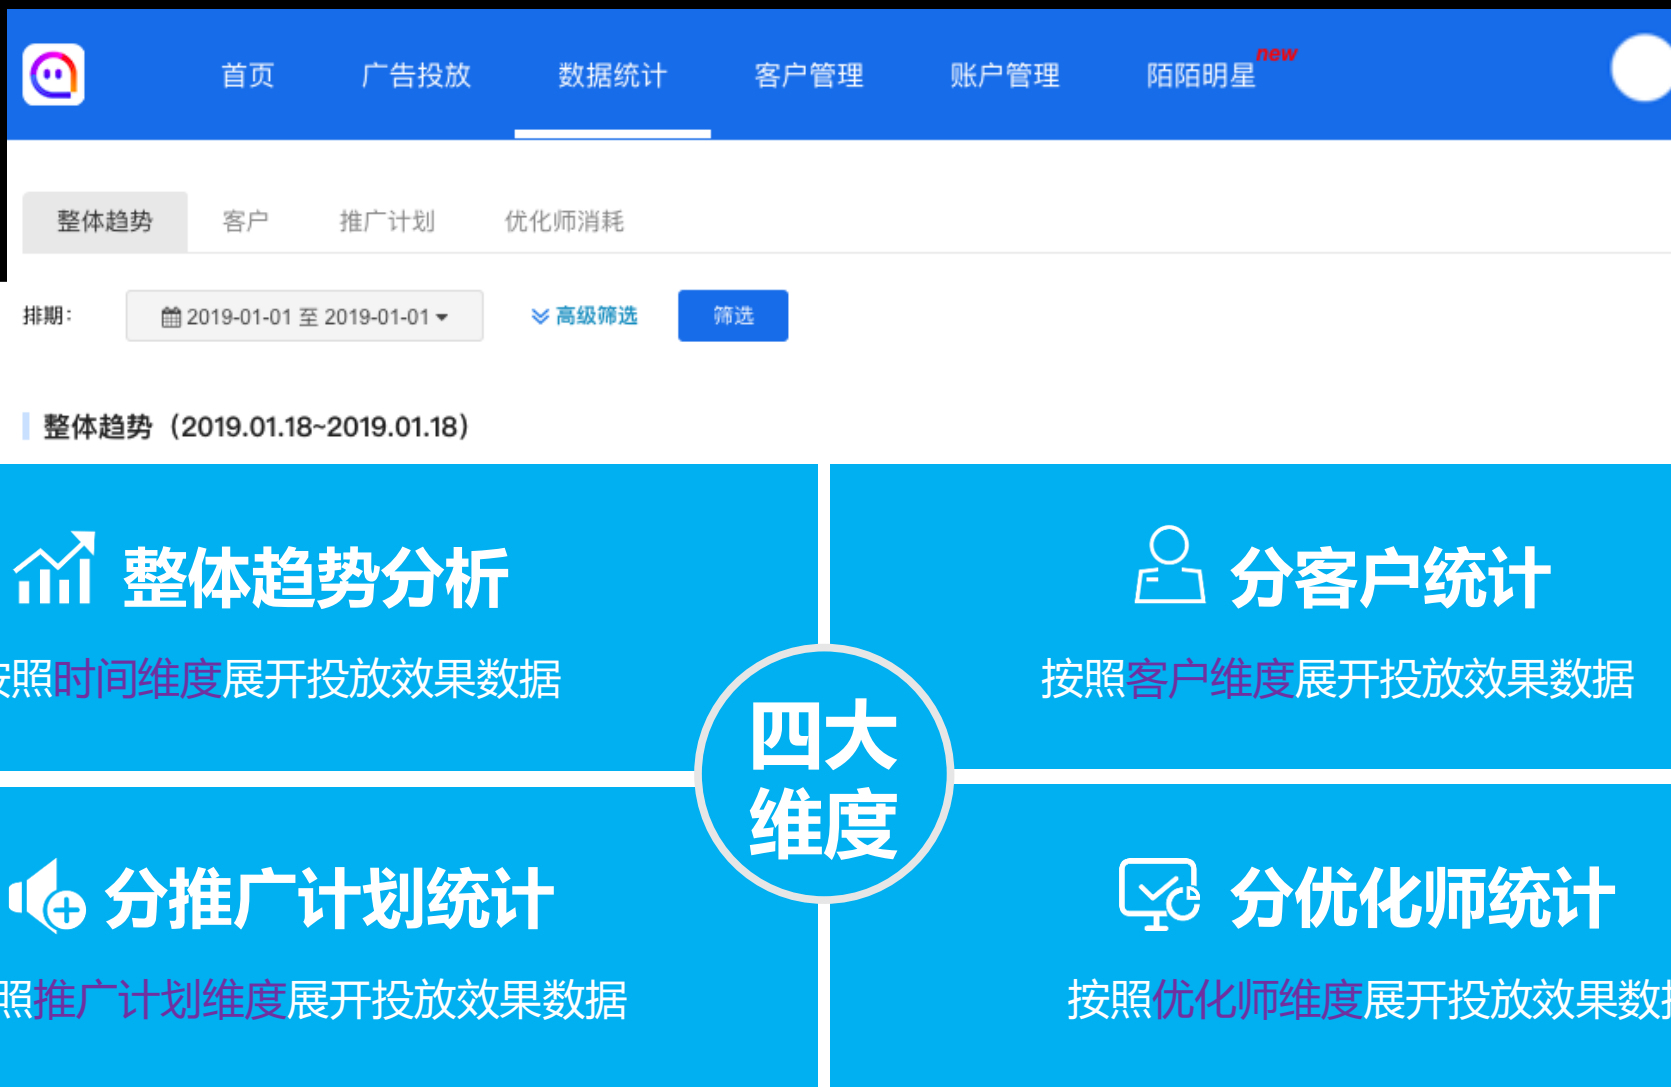 首页 广告投放 数据统计 客户管理 账户管理 陌陌明星 new
整体趋势 客户 推广计划 优化师消耗
排期: 2019-01-01 至 2019-01-01 高级筛选 筛选
整体趋势（2019.01.18~2019.01.18）
整体趋势分析
按照时间维度展开投放效果数据
分客户统计
按照客户维度展开投放效果数据
四大
维度
分推广计划统计
照推广计划维度展开投放效果数据
分优化师统计
按照优化师维度展开投放效果数据